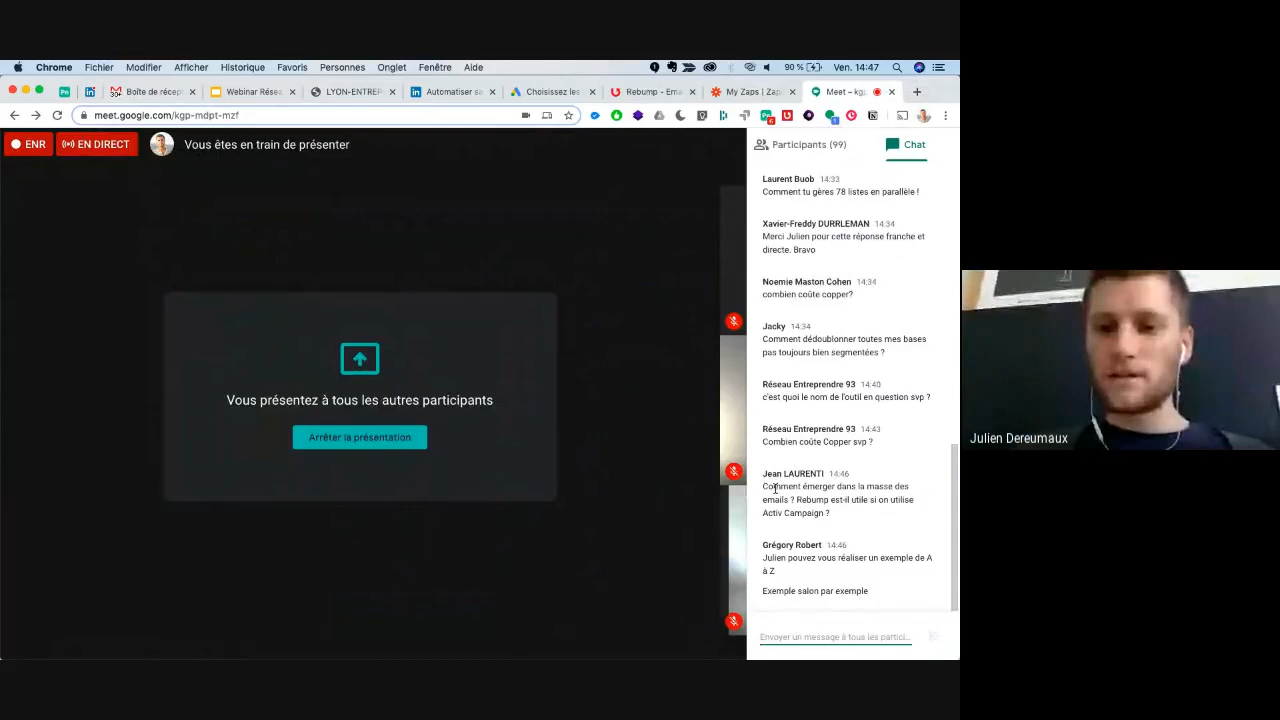 Chrome Fichier Modifier Afficher Historique Favoris Personnes Onglet Fenêtre Aide
90 % Ven. 14:47
Boîte de récep
Webinar Résea
LYON-ENTREP
Automatiser sa
Choisissez les
Rebump - Ema
My Zaps | Zap
Meet – kg
meet.google.com/kgp-mdpt-mzf
ENR
EN DIRECT
Vous êtes en train de présenter
Participants (99)
Chat
Laurent Buob 14:33
Comment tu gères 78 listes en parallèle !
Xavier-Freddy DURRLEMAN 14:34
Merci Julien pour cette réponse franche et
directe. Bravo
Noemie Maston Cohen 14:34
combien coûte copper?
Jacky 14:34
Comment dédoublonner toutes mes bases
pas toujours bien segmentées ?
Réseau Entreprendre 93 14:40
c'est quoi le nom de l'outil en question svp ?
Réseau Entreprendre 93 14:43
Combien coûte Copper svp ?
Jean LAURENTI 14:46
Comment émerger dans la masse des
emails ? Rebump est-il utile si on utilise
Activ Campaign ?
Grégory Robert 14:46
Julien pouvez vous réaliser un exemple de A
à Z
Exemple salon par exemple
Envoyer un message à tous les partici...
Vous présentez à tous les autres participants
Arrêter la présentation
Julien Dereumaux